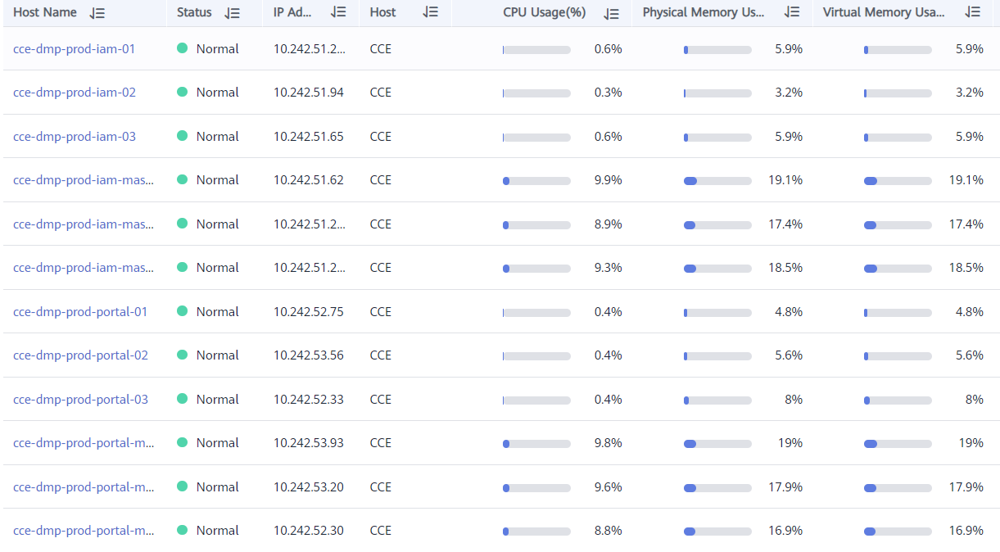 Host Name Status IP Ad... Host CPU Usage(%) Physical Memory Us... Virtual Memory Usa...
cce-dmp-prod-iam-01 Normal 10.242.51.2... CCE 0.6% 5.9% 5.9%
cce-dmp-prod-iam-02 Normal 10.242.51.94 CCE 0.3% 3.2% 3.2%
cce-dmp-prod-iam-03 Normal 10.242.51.65 CCE 0.6% 5.9% 5.9%
cce-dmp-prod-iam-mas... Normal 10.242.51.62 CCE 9.9% 19.1% 19.1%
cce-dmp-prod-iam-mas... Normal 10.242.51.2... CCE 8.9% 17.4% 17.4%
cce-dmp-prod-iam-mas... Normal 10.242.51.2... CCE 9.3% 18.5% 18.5%
cce-dmp-prod-portal-01 Normal 10.242.52.75 CCE 0.4% 4.8% 4.8%
cce-dmp-prod-portal-02 Normal 10.242.53.56 CCE 0.4% 5.6% 5.6%
cce-dmp-prod-portal-03 Normal 10.242.52.33 CCE 0.4% 8% 8%
cce-dmp-prod-portal-m... Normal 10.242.53.93 CCE 9.8% 19% 19%
cce-dmp-prod-portal-m... Normal 10.242.53.20 CCE 9.6% 17.9% 17.9%
cce-dmp-prod-portal-m... Normal 10.242.52.30 CCE 8.8% 16.9% 16.9%